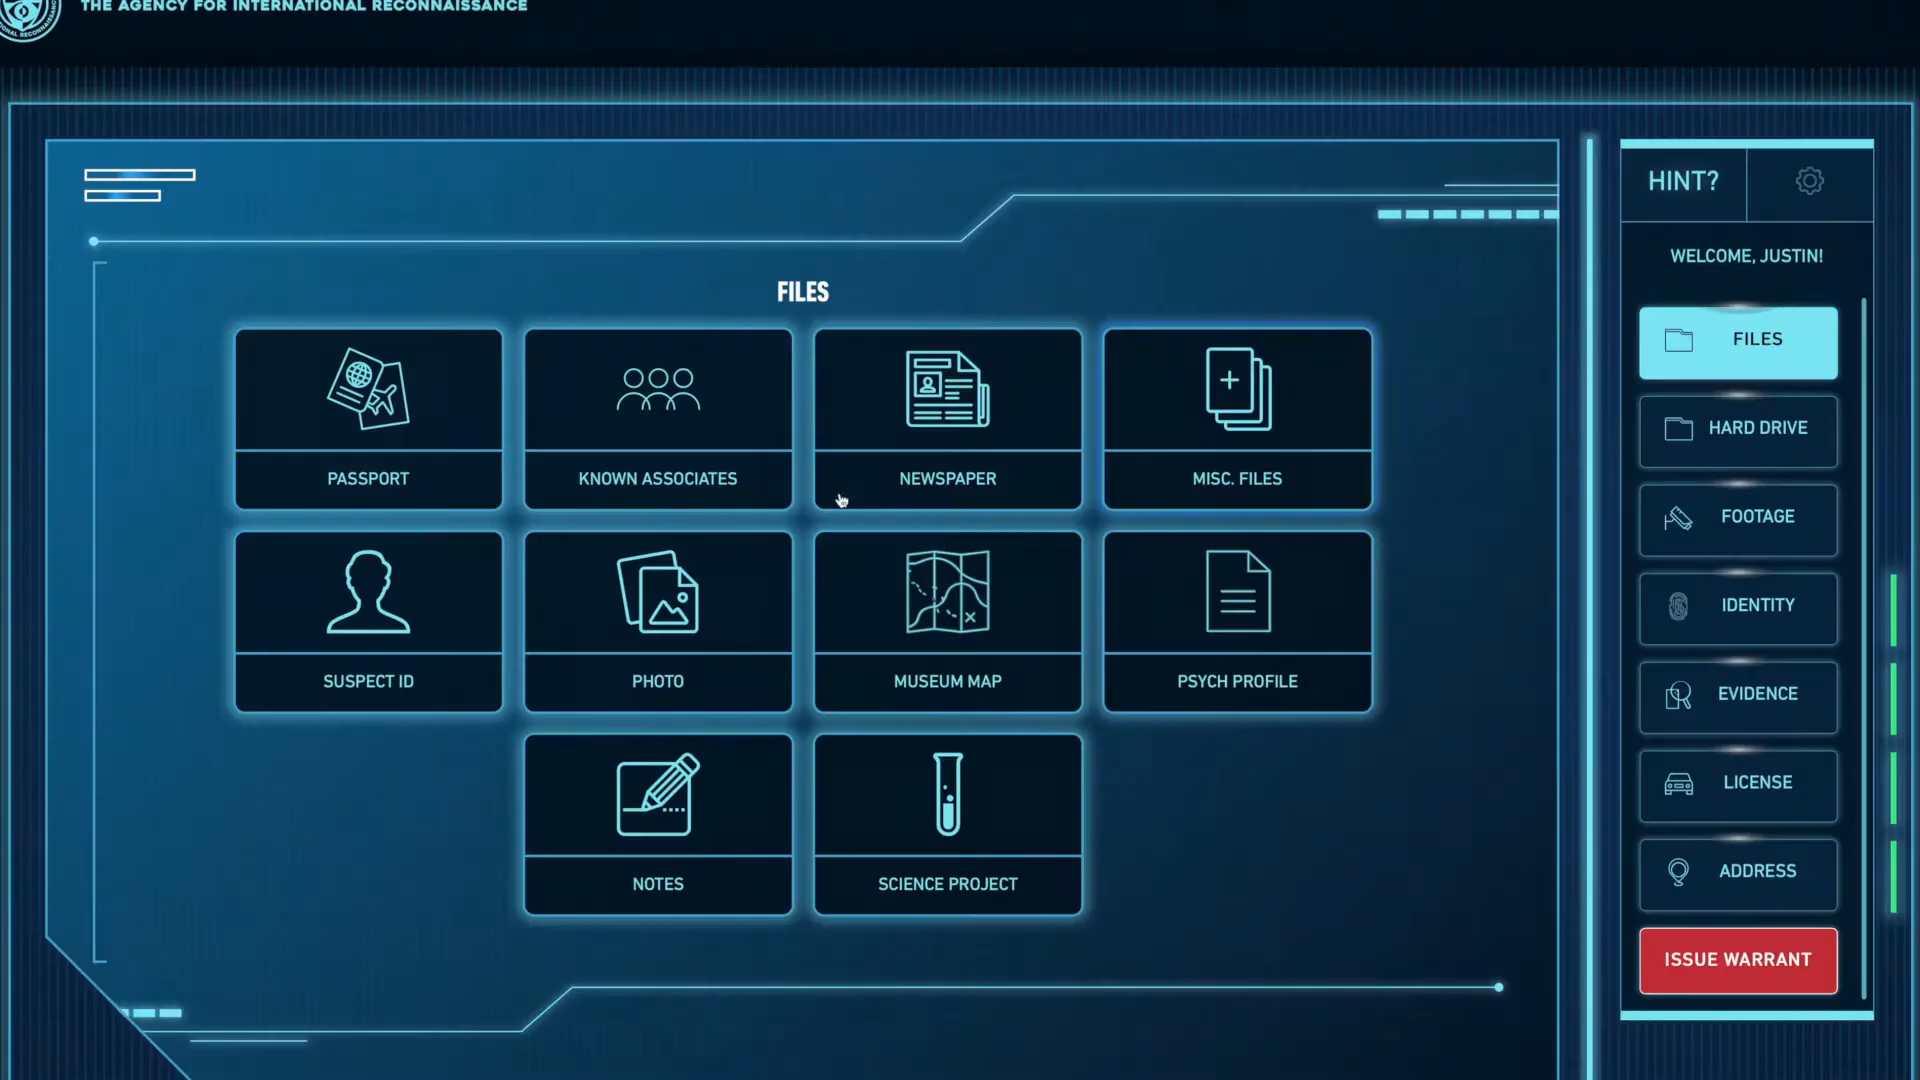 THE AGENCY FOR INTERNATIONAL RECONNAISSANCE
HINT?
WELCOME, JUSTIN!
FILES
PASSPORT
KNOWN ASSOCIATES
NEWSPAPER
MISC. FILES
SUSPECT ID
PHOTO
MUSEUM MAP
PSYCH PROFILE
NOTES
SCIENCE PROJECT
FILES
HARD DRIVE
FOOTAGE
IDENTITY
EVIDENCE
LICENSE
ADDRESS
ISSUE WARRANT